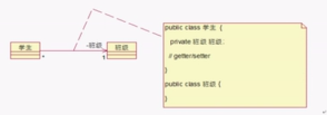 学生
-班级
班级
*
1
public class 学生 {
private 班级 班级;
// getter/setter
}
public class 班级 {
}